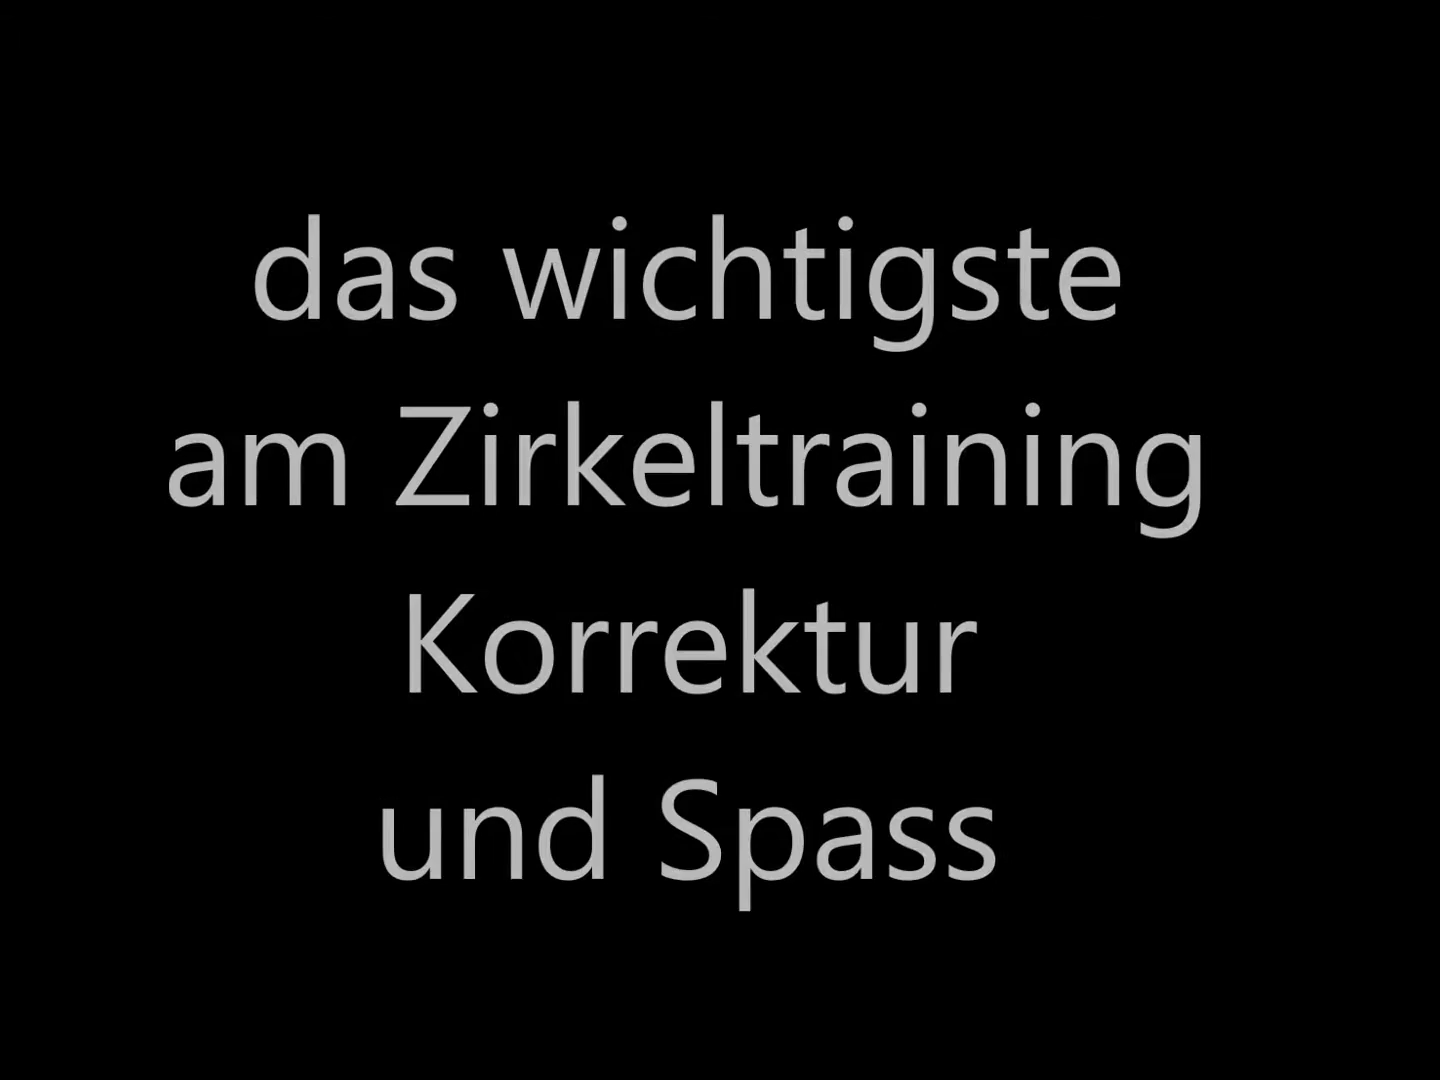 das wichtigste
am Zirkeltraining
Korrektur
und Spass